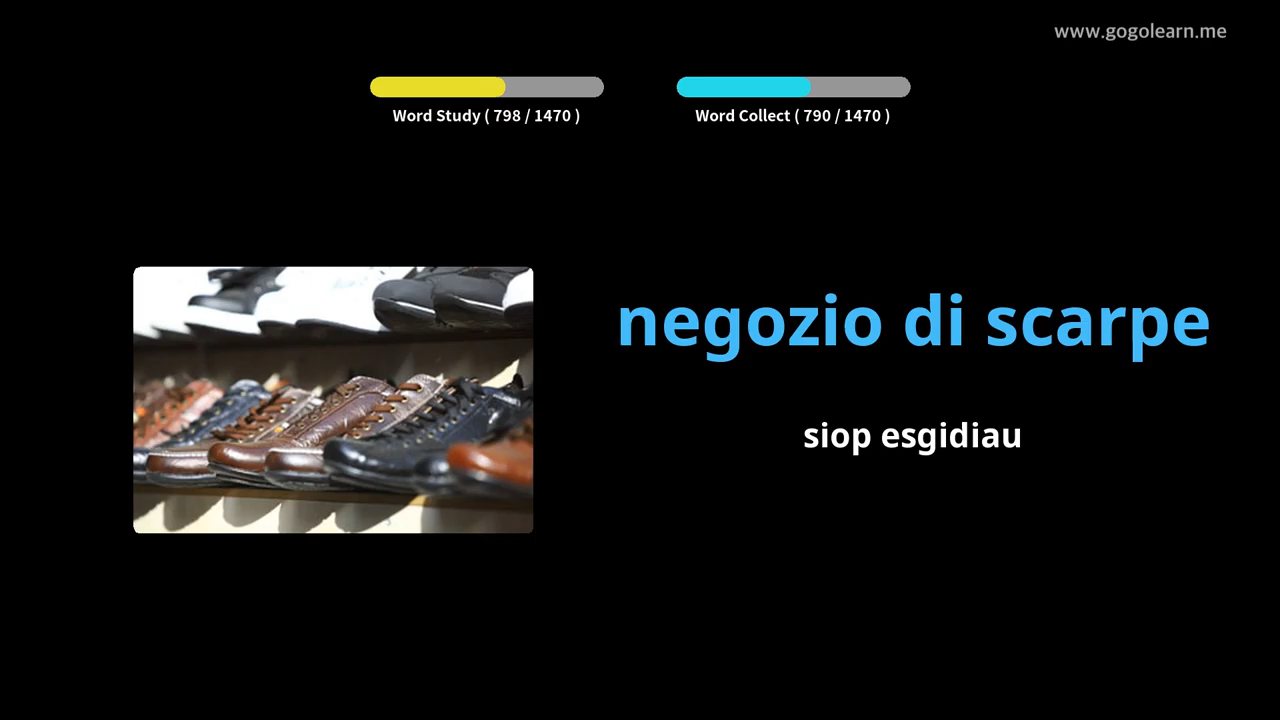 www.gogolearn.me
Word Study ( 798 / 1470 )
Word Collect ( 790 / 1470 )
negozio di scarpe
siop esgidiau